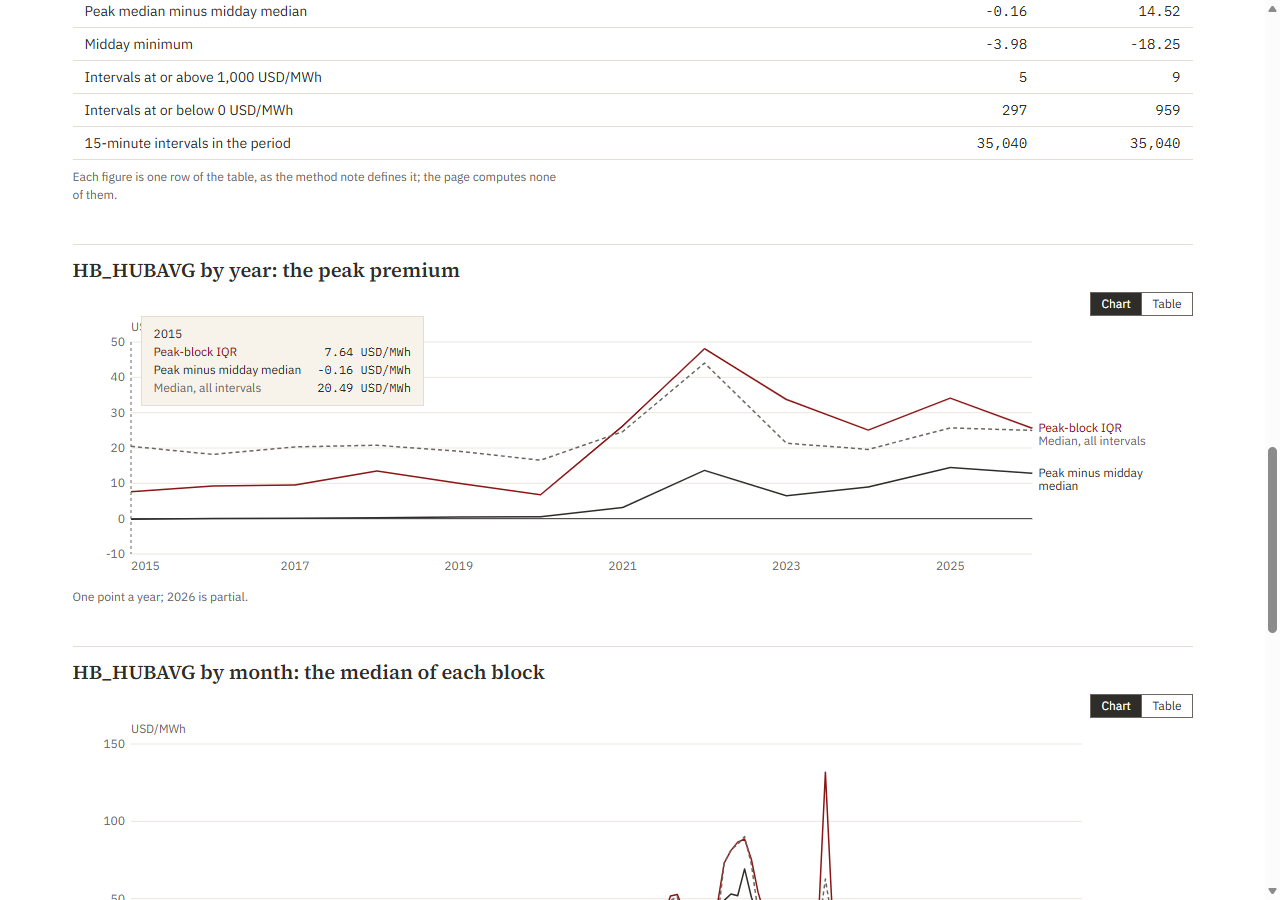 Peak median minus midday median -0.16 14.52
Midday minimum -3.98 -18.25
Intervals at or above 1,000 USD/MWh 5 9
Intervals at or below 0 USD/MWh 297 959
15-minute intervals in the period 35,040 35,040
Each figure is one row of the table, as the method note defines it; the page computes none
of them.
HB_HUBAVG by year: the peak premium
Chart Table
2015
Peak-block IQR 7.64 USD/MWh
Peak minus midday median -0.16 USD/MWh
Median, all intervals 20.49 USD/MWh
50
40
30
20
10
0
-10
Peak-block IQR
Median, all intervals
Peak minus midday
median
2015 2017 2019 2021 2023 2025
One point a year; 2026 is partial.
HB_HUBAVG by month: the median of each block
Chart Table
USD/MWh
150
100
50